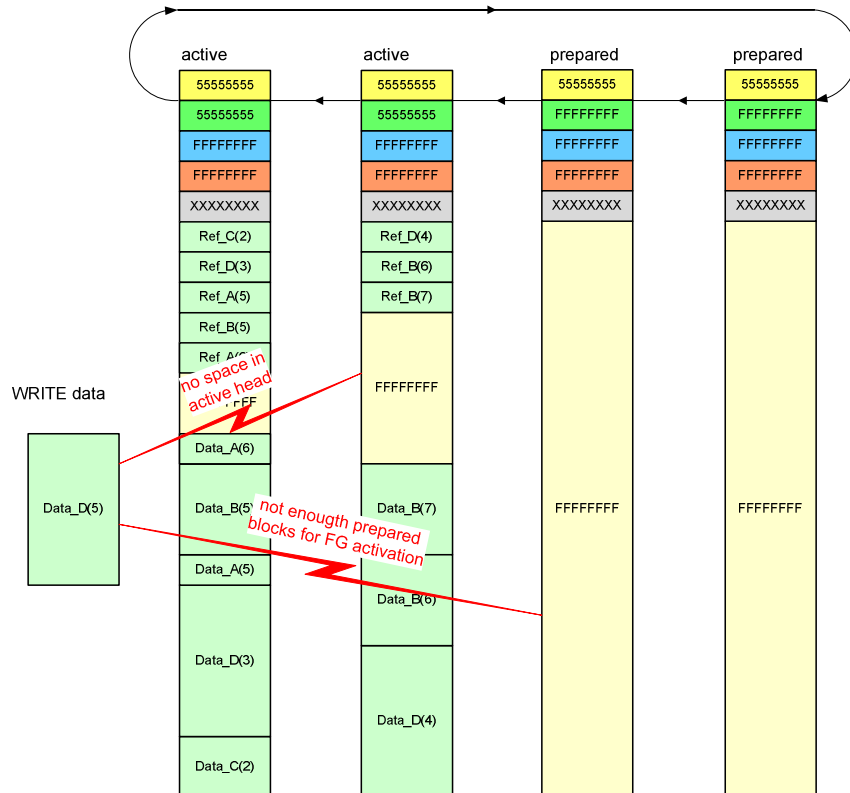 active
active
prepared
prepared
55555555
55555555
55555555
55555555
55555555
55555555
FFFFFFFF
FFFFFFFF
FFFFFFFF
FFFFFFFF
FFFFFFFF
FFFFFFFF
FFFFFFFF
FFFFFFFF
FFFFFFFF
FFFFFFFF
XXXXXXXX
XXXXXXXX
XXXXXXXX
XXXXXXXX
Ref_C(2)
Ref_D(4)
Ref_D(3)
Ref_B(6)
Ref_A(5)
Ref_B(7)
Ref_B(5)
no space in
active head
FFFFFFFF
WRITE data
Data_A(6)
Data_D(5)
Data_B(5)
Data_B(7)
FFFFFFFF
FFFFFFFF
not enougth prepared
blocks for FG activation
Data_A(5)
Data_B(6)
Data_D(3)
Data_D(4)
Data_C(2)